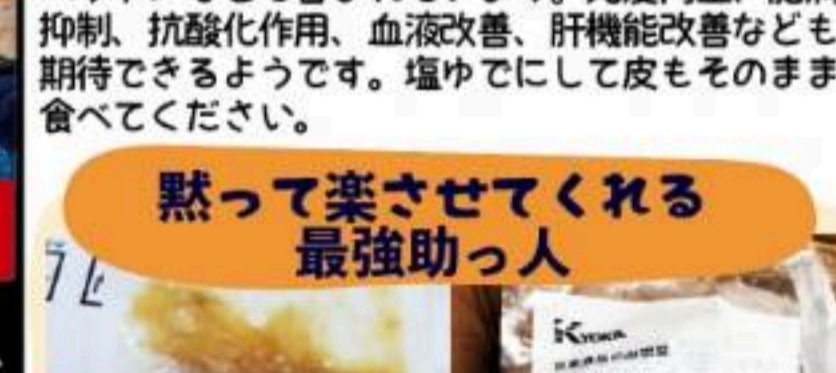 抑制、抗酸化作用、血液改善、肝機能改善なども
期待できるようです。塩ゆでにして皮もそのまま
食べてください。
黙って楽させてくれる
最強助っ人
KYOKA